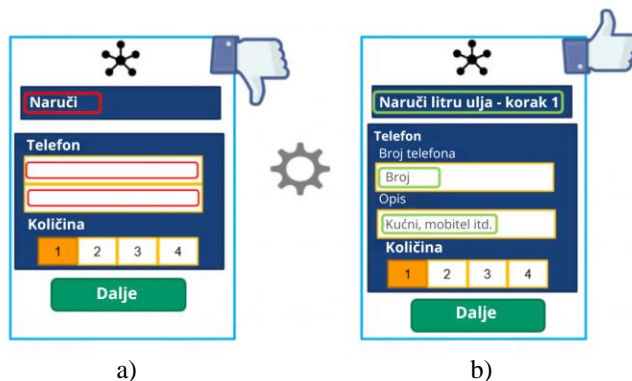 Naruči
Telefon
Količina
1 2 3 4
Dalje
a)
Naruči litru ulja - korak 1
Telefon
Broj telefona
Broj
Opis
Kućni, mobitel itd.
Količina
1 2 3 4
Dalje
b)